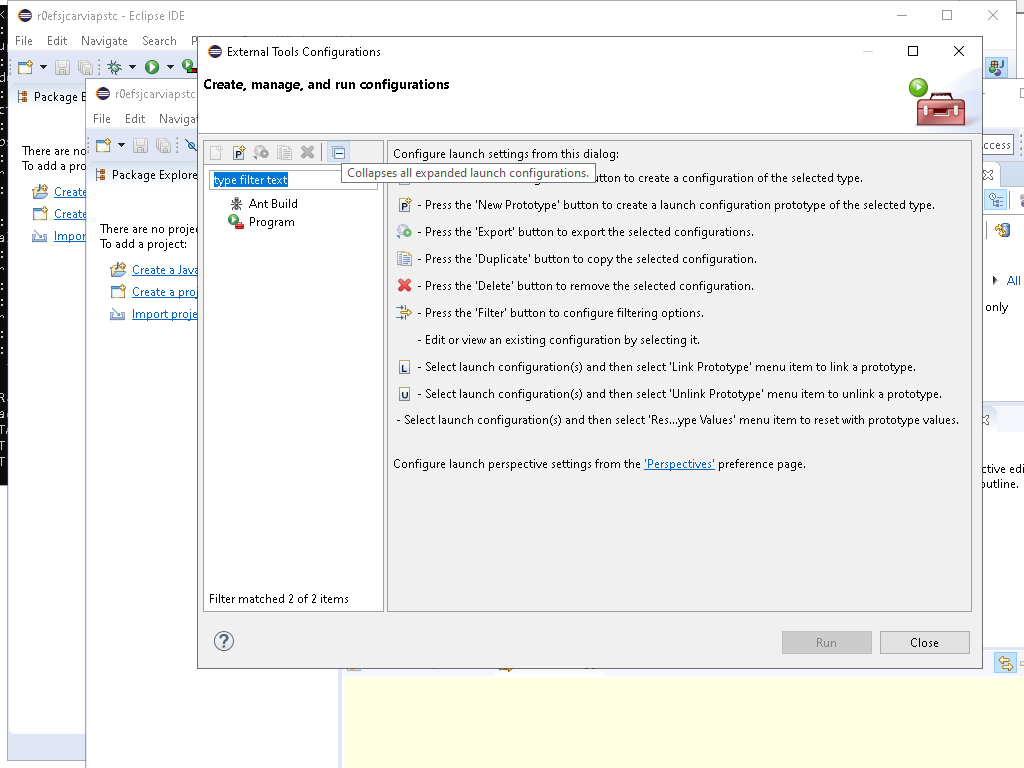 r0efsjcarviapstc - Eclipse IDE
File Edit Navigate Search
External Tools Configurations
Create, manage, and run configurations
Package E
r0efsjcarviapstc
File Edit Navigat
Package Explore
There are no
To add a pro
Create
Create
Impor
There are no projec
To add a project:
Create a Java
Create a proj
Import proje
type filter text
Ant Build
Program
Filter matched 2 of 2 items
Configure launch settings from this dialog:
Collapses all expanded launch configurations.
utton to create a configuration of the selected type.
- Press the 'New Prototype' button to create a launch configuration prototype of the selected type.
- Press the 'Export' button to export the selected configurations.
- Press the 'Duplicate' button to copy the selected configuration.
- Press the 'Delete' button to remove the selected configuration.
- Press the 'Filter' button to configure filtering options.
- Edit or view an existing configuration by selecting it.
- Select launch configuration(s) and then select 'Link Prototype' menu item to link a prototype.
- Select launch configuration(s) and then select 'Unlink Prototype' menu item to unlink a prototype.
- Select launch configuration(s) and then select 'Res...ype Values' menu item to reset with prototype values.
Configure launch perspective settings from the 'Perspectives' preference page.
Run
Close
ccess
All
only
ctive edi
outline.